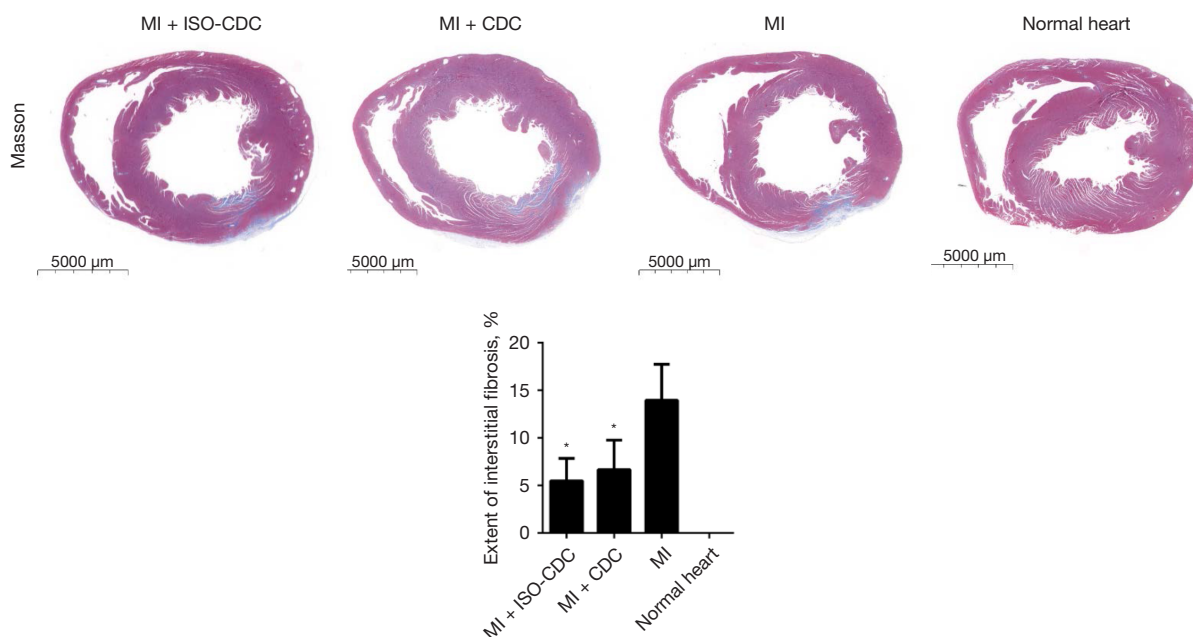 MI + ISO-CDC
MI + CDC
MI
Normal heart
Masson
5000 µm
5000 µm
5000 µm
5000 µm
Extent of interstitial fibrosis, %
20
15
10
5
0
*
*
MI + ISO-CDC
MI + CDC
MI
Normal heart